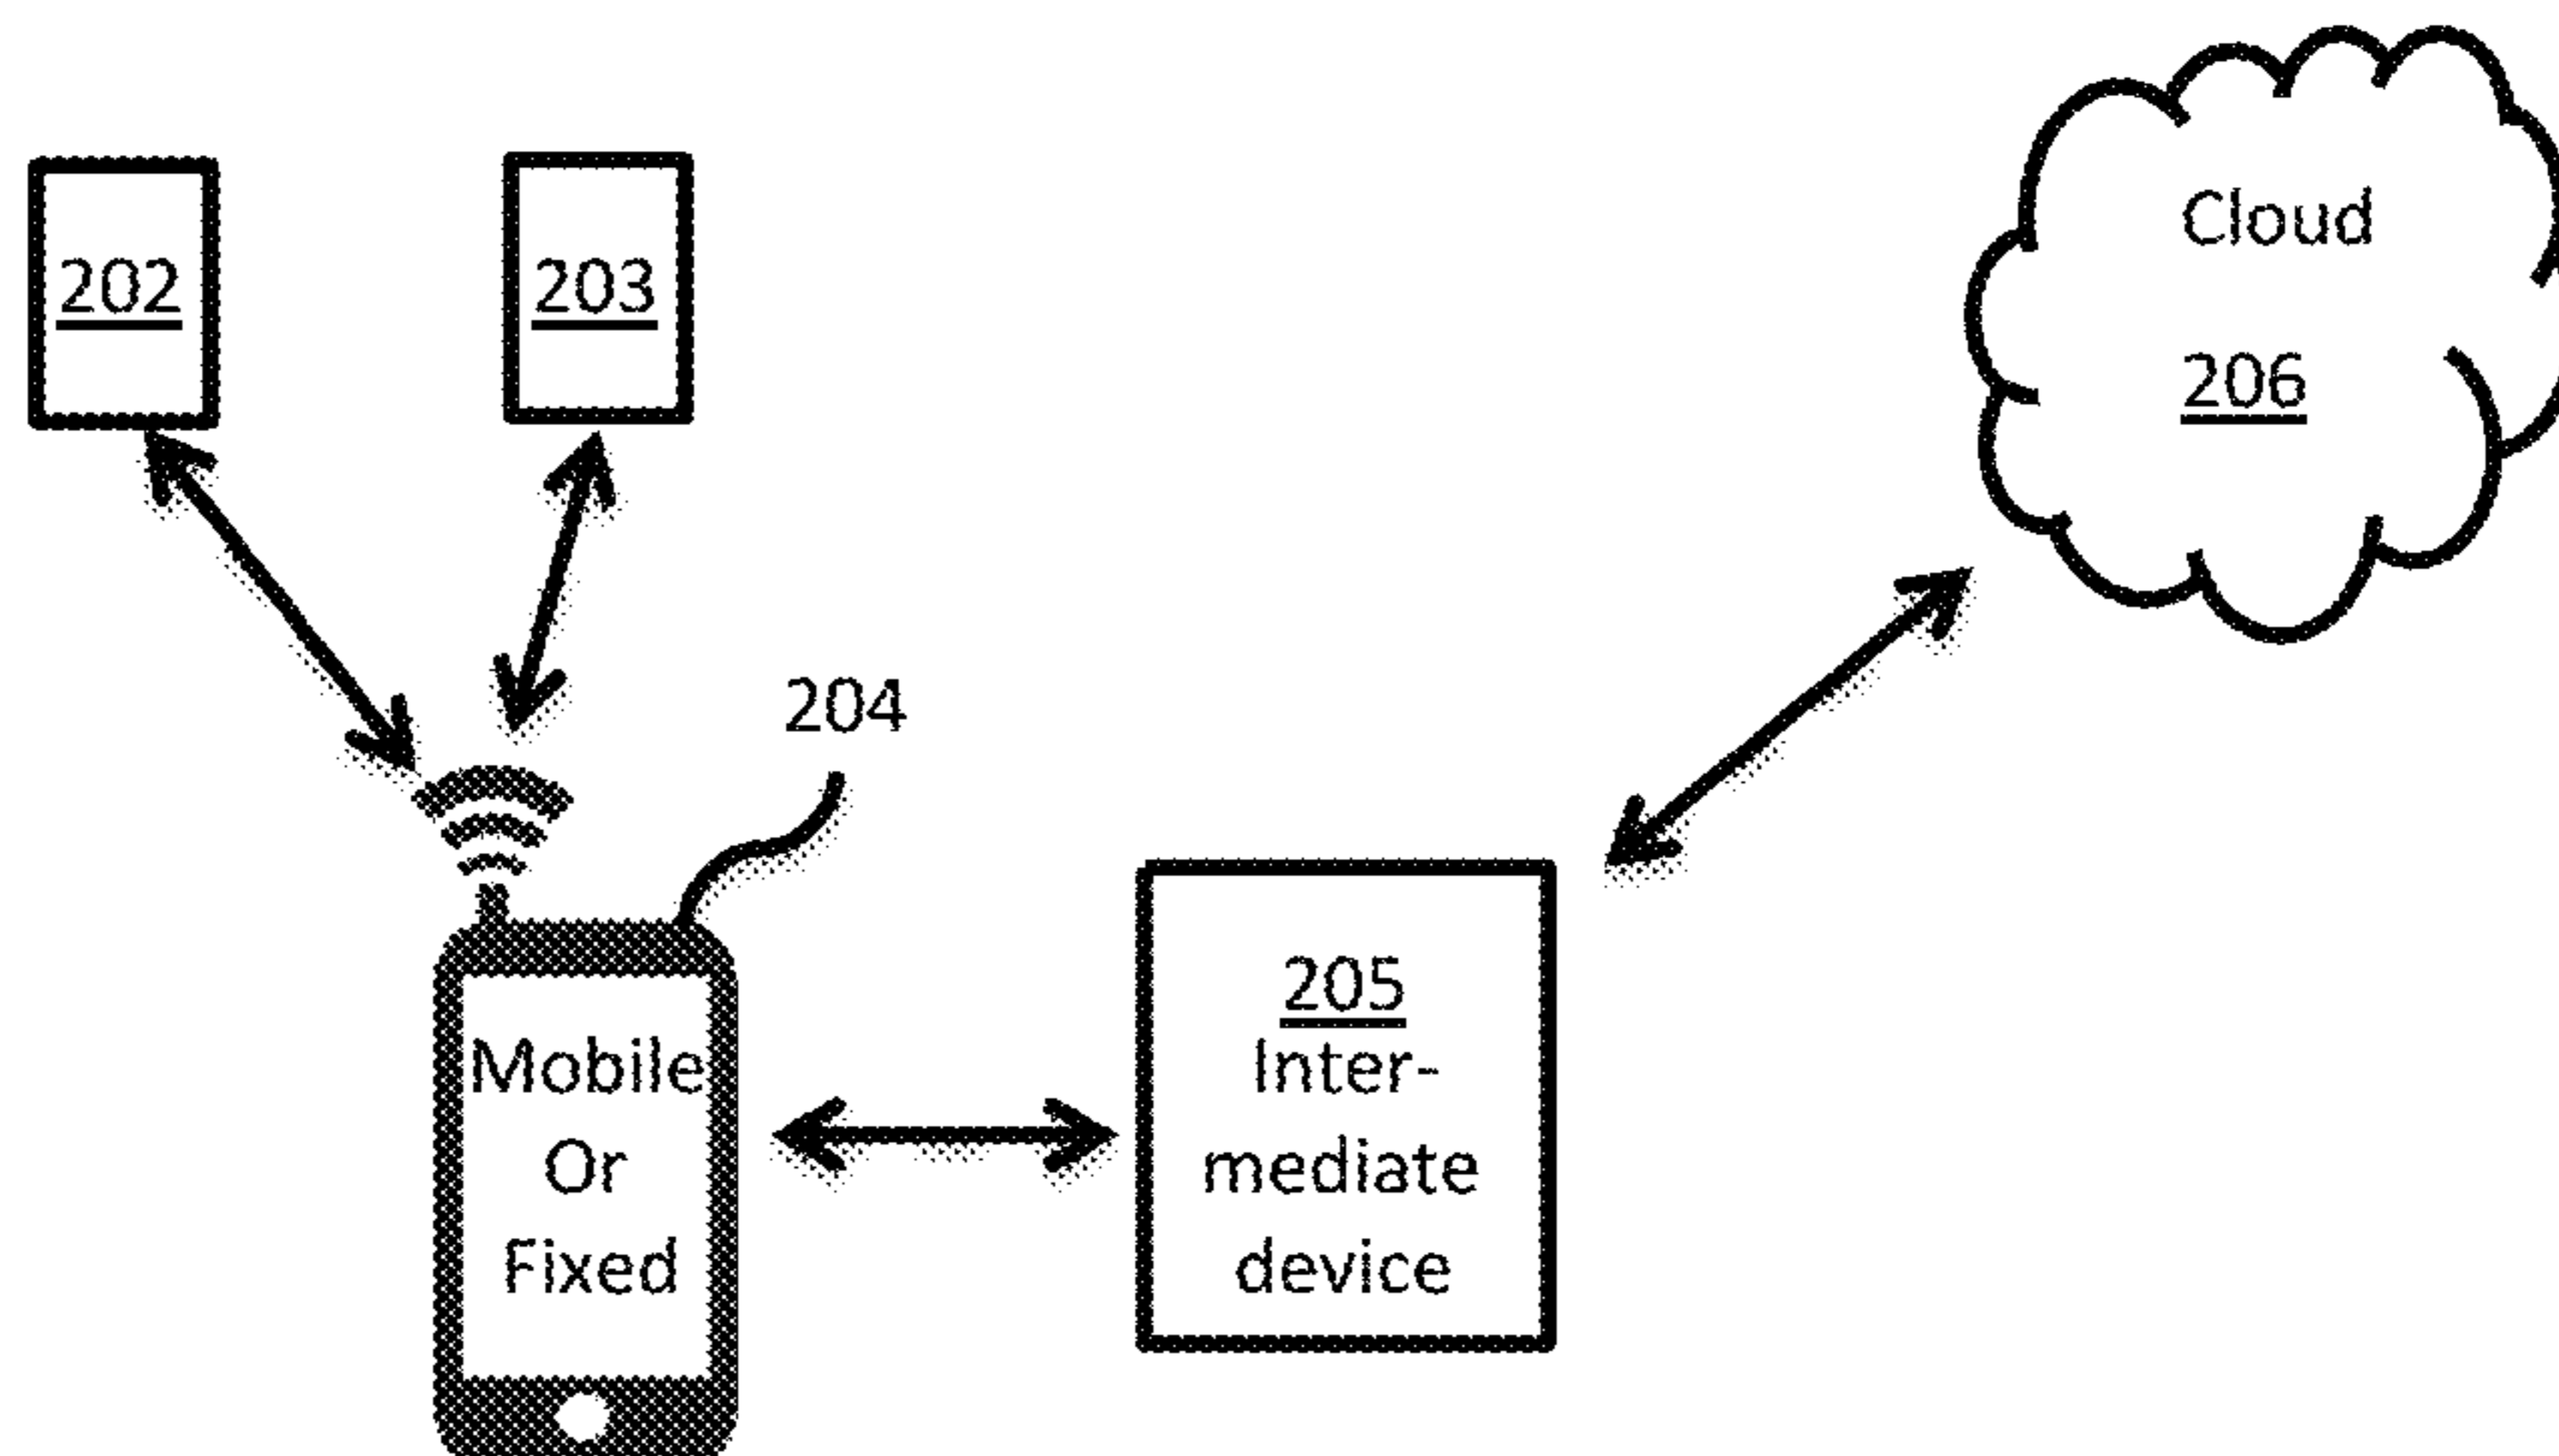 202
203
Cloud
206
204
205
Inter-
mediate
device
Mobile
Or
Fixed